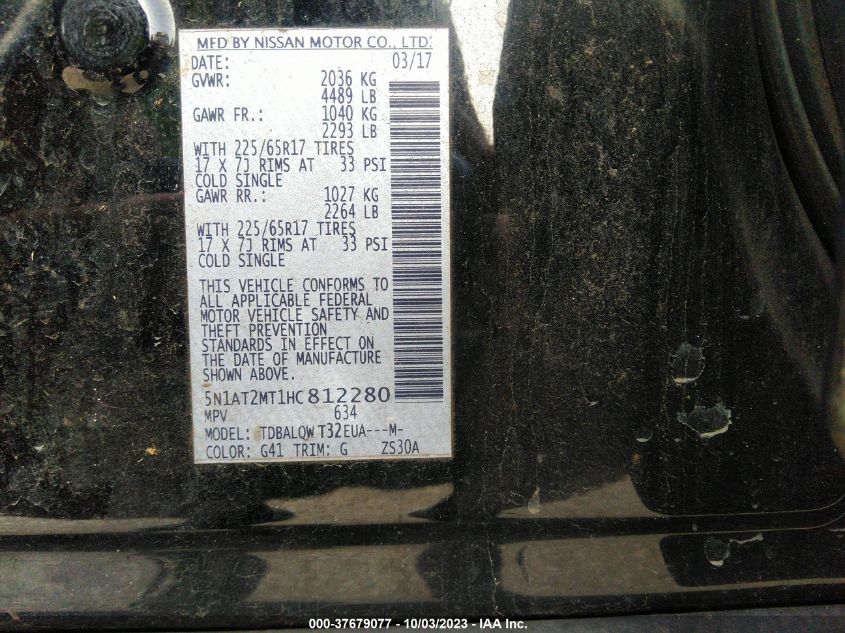 MFD BY NISSAN MOTOR CO., LTD.
DATE: 03/17
GVWR: 2036 KG
4489 LB
GAWR FR.: 1040 KG
2293 LB
WITH 225/65R17 TIRES
17 X 7J RIMS AT 33 PSI
COLD SINGLE
GAWR RR.: 1027 KG
2264 LB
WITH 225/65R17 TIRES
17 X 7J RIMS AT 33 PSI
COLD SINGLE
THIS VEHICLE CONFORMS TO
ALL APPLICABLE FEDERAL
MOTOR VEHICLE SAFETY AND
THEFT PREVENTION
STANDARDS IN EFFECT ON
THE DATE OF MANUFACTURE
SHOWN ABOVE.
5N1AT2MT1HC812280
MPV 634
MODEL: TDBALQWT32EUA---M-
COLOR: G41 TRIM: G ZS30A
000-37679077 - 10/03/2023 - IAA Inc.